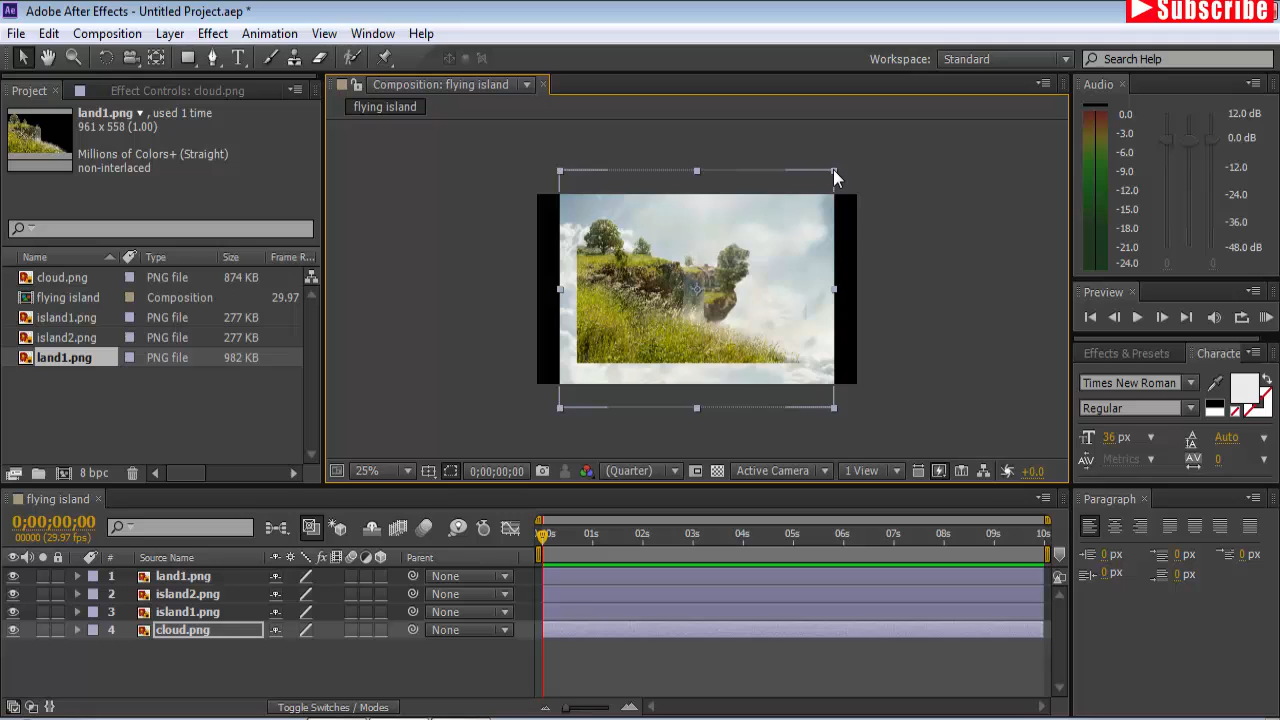 Adobe After Effects - Untitled Project.aep *
Subscribe
File Edit Composition Layer Effect Animation View Window Help
Workspace: Standard Search Help
Project Effect Controls: cloud.png
land1.png ▼, used 1 time
961 x 558 (1.00)
Millions of Colors+ (Straight)
non-interlaced
Composition: flying island
flying island
Audio
0.0
-3.0
-6.0
-9.0
-12.0
-15.0
-18.0
-21.0
-24.0
12.0 dB
0.0 dB
-12.0
-24.0
-36.0
-48.0 dB
Name Type Size Frame R...
cloud.png PNG file 874 KB
flying island Composition 29.97
island1.png PNG file 277 KB
island2.png PNG file 277 KB
land1.png PNG file 982 KB
8 bpc
25% 0;00;00;00 (Quarter) Active Camera 1 View +0.0
Preview
Effects & Presets Characte
Times New Roman
Regular
36 px Auto
Metrics 0
flying island
0;00;00;00
00000 (29.97 fps)
# Source Name fx Parent
0s 01s 02s 03s 04s 05s 06s 07s 08s 09s 10s
1 land1.png None
2 island2.png None
3 island1.png None
4 cloud.png None
Toggle Switches / Modes
Paragraph
0 px 0 px 0 px
0 px 0 px